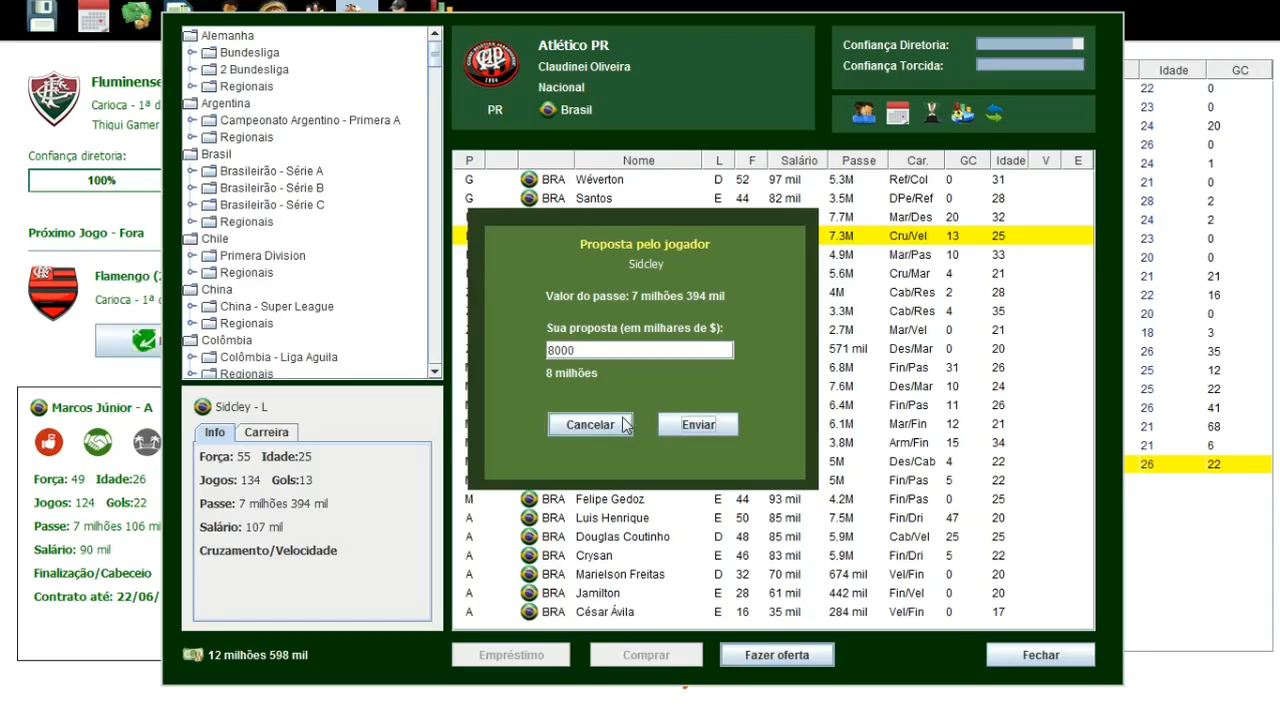 Fluminense
Carioca - 1ª d
Thiqui Gamer
Confiança diretoria:
100%
Próximo Jogo - Fora
Flamengo (
Carioca - 1ª
Marcos Júnior - A
Força: 49 Idade:26
Jogos: 124 Gols:22
Passe: 7 milhões 106 mi
Salário: 90 mil
Finalização/Cabeceio
Contrato até: 22/06/
Alemanha
Bundesliga
2 Bundesliga
Regionais
Argentina
Campeonato Argentino - Primera A
Regionais
Brasil
Brasileirão - Série A
Brasileirão - Série B
Brasileirão - Série C
Regionais
Chile
Primera Division
Regionais
China
China - Super League
Regionais
Colômbia
Colômbia - Liga Aguila
Regionais
Sidcley - L
Info Carreira
Força: 55 Idade:25
Jogos: 134 Gols:13
Passe: 7 milhões 394 mil
Salário: 107 mil
Cruzamento/Velocidade
12 milhões 598 mil
Atlético PR
Claudinei Oliveira
Nacional
PR Brasil
Confiança Diretoria:
Confiança Torcida:
P Nome L F Salário Passe Car. GC Idade V E
G BRA Wéverton D 52 97 mil 5.3M Ref/Col 0 31
G BRA Santos E 44 82 mil 3.5M DPe/Ref 0 28
7.7M Mar/Des 20 32
7.3M Cru/Vel 13 25
4.9M Mar/Pas 10 33
5.6M Cru/Mar 4 21
4M Cab/Res 2 28
3.3M Cab/Res 4 35
2.7M Mar/Vel 0 21
571 mil Des/Mar 0 20
6.8M Fin/Pas 31 26
7.6M Des/Mar 10 24
6.4M Fin/Pas 11 26
6.1M Mar/Fin 12 21
3.8M Arm/Fin 15 34
5M Des/Cab 4 22
5M Fin/Pas 5 22
M BRA Felipe Gedoz E 44 93 mil 4.2M Fin/Pas 0 25
A BRA Luis Henrique E 50 85 mil 7.5M Fin/Dri 47 20
A BRA Douglas Coutinho D 48 85 mil 5.9M Cab/Vel 25 25
A BRA Crysan E 46 83 mil 5.9M Fin/Dri 5 22
A BRA Marielson Freitas D 32 70 mil 674 mil Vel/Fin 0 20
A BRA Jamilton E 28 61 mil 442 mil Fin/Vel 0 20
A BRA César Ávila E 16 35 mil 284 mil Vel/Fin 0 17
Proposta pelo jogador
Sidcley
Valor do passe: 7 milhões 394 mil
Sua proposta (em milhares de $):
8000
8 milhões
Cancelar Enviar
Empréstimo Comprar Fazer oferta Fechar
Idade GC
22 0
23 0
24 20
26 0
24 1
21 0
28 2
24 2
23 0
20 0
21 21
22 16
18 3
26 35
25 12
25 22
26 41
21 68
21 6
26 22